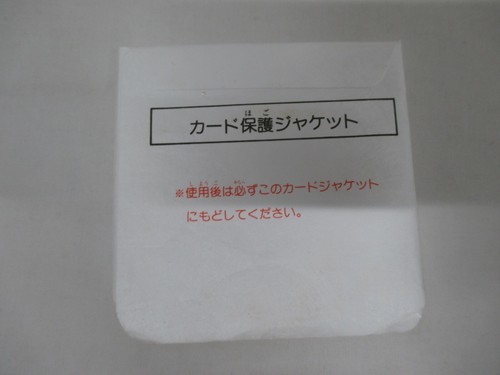 カード保護ジャケット
※使用後は必ずこのカードジャケット
にもどしてください。